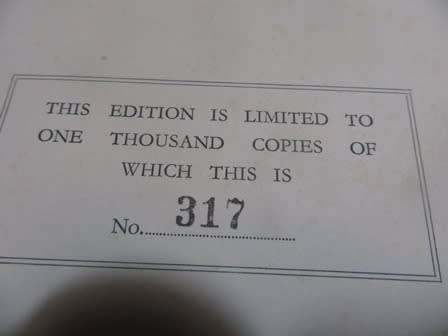 THIS EDITION IS LIMITED TO
ONE THOUSAND COPIES OF
WHICH THIS IS
No. 317